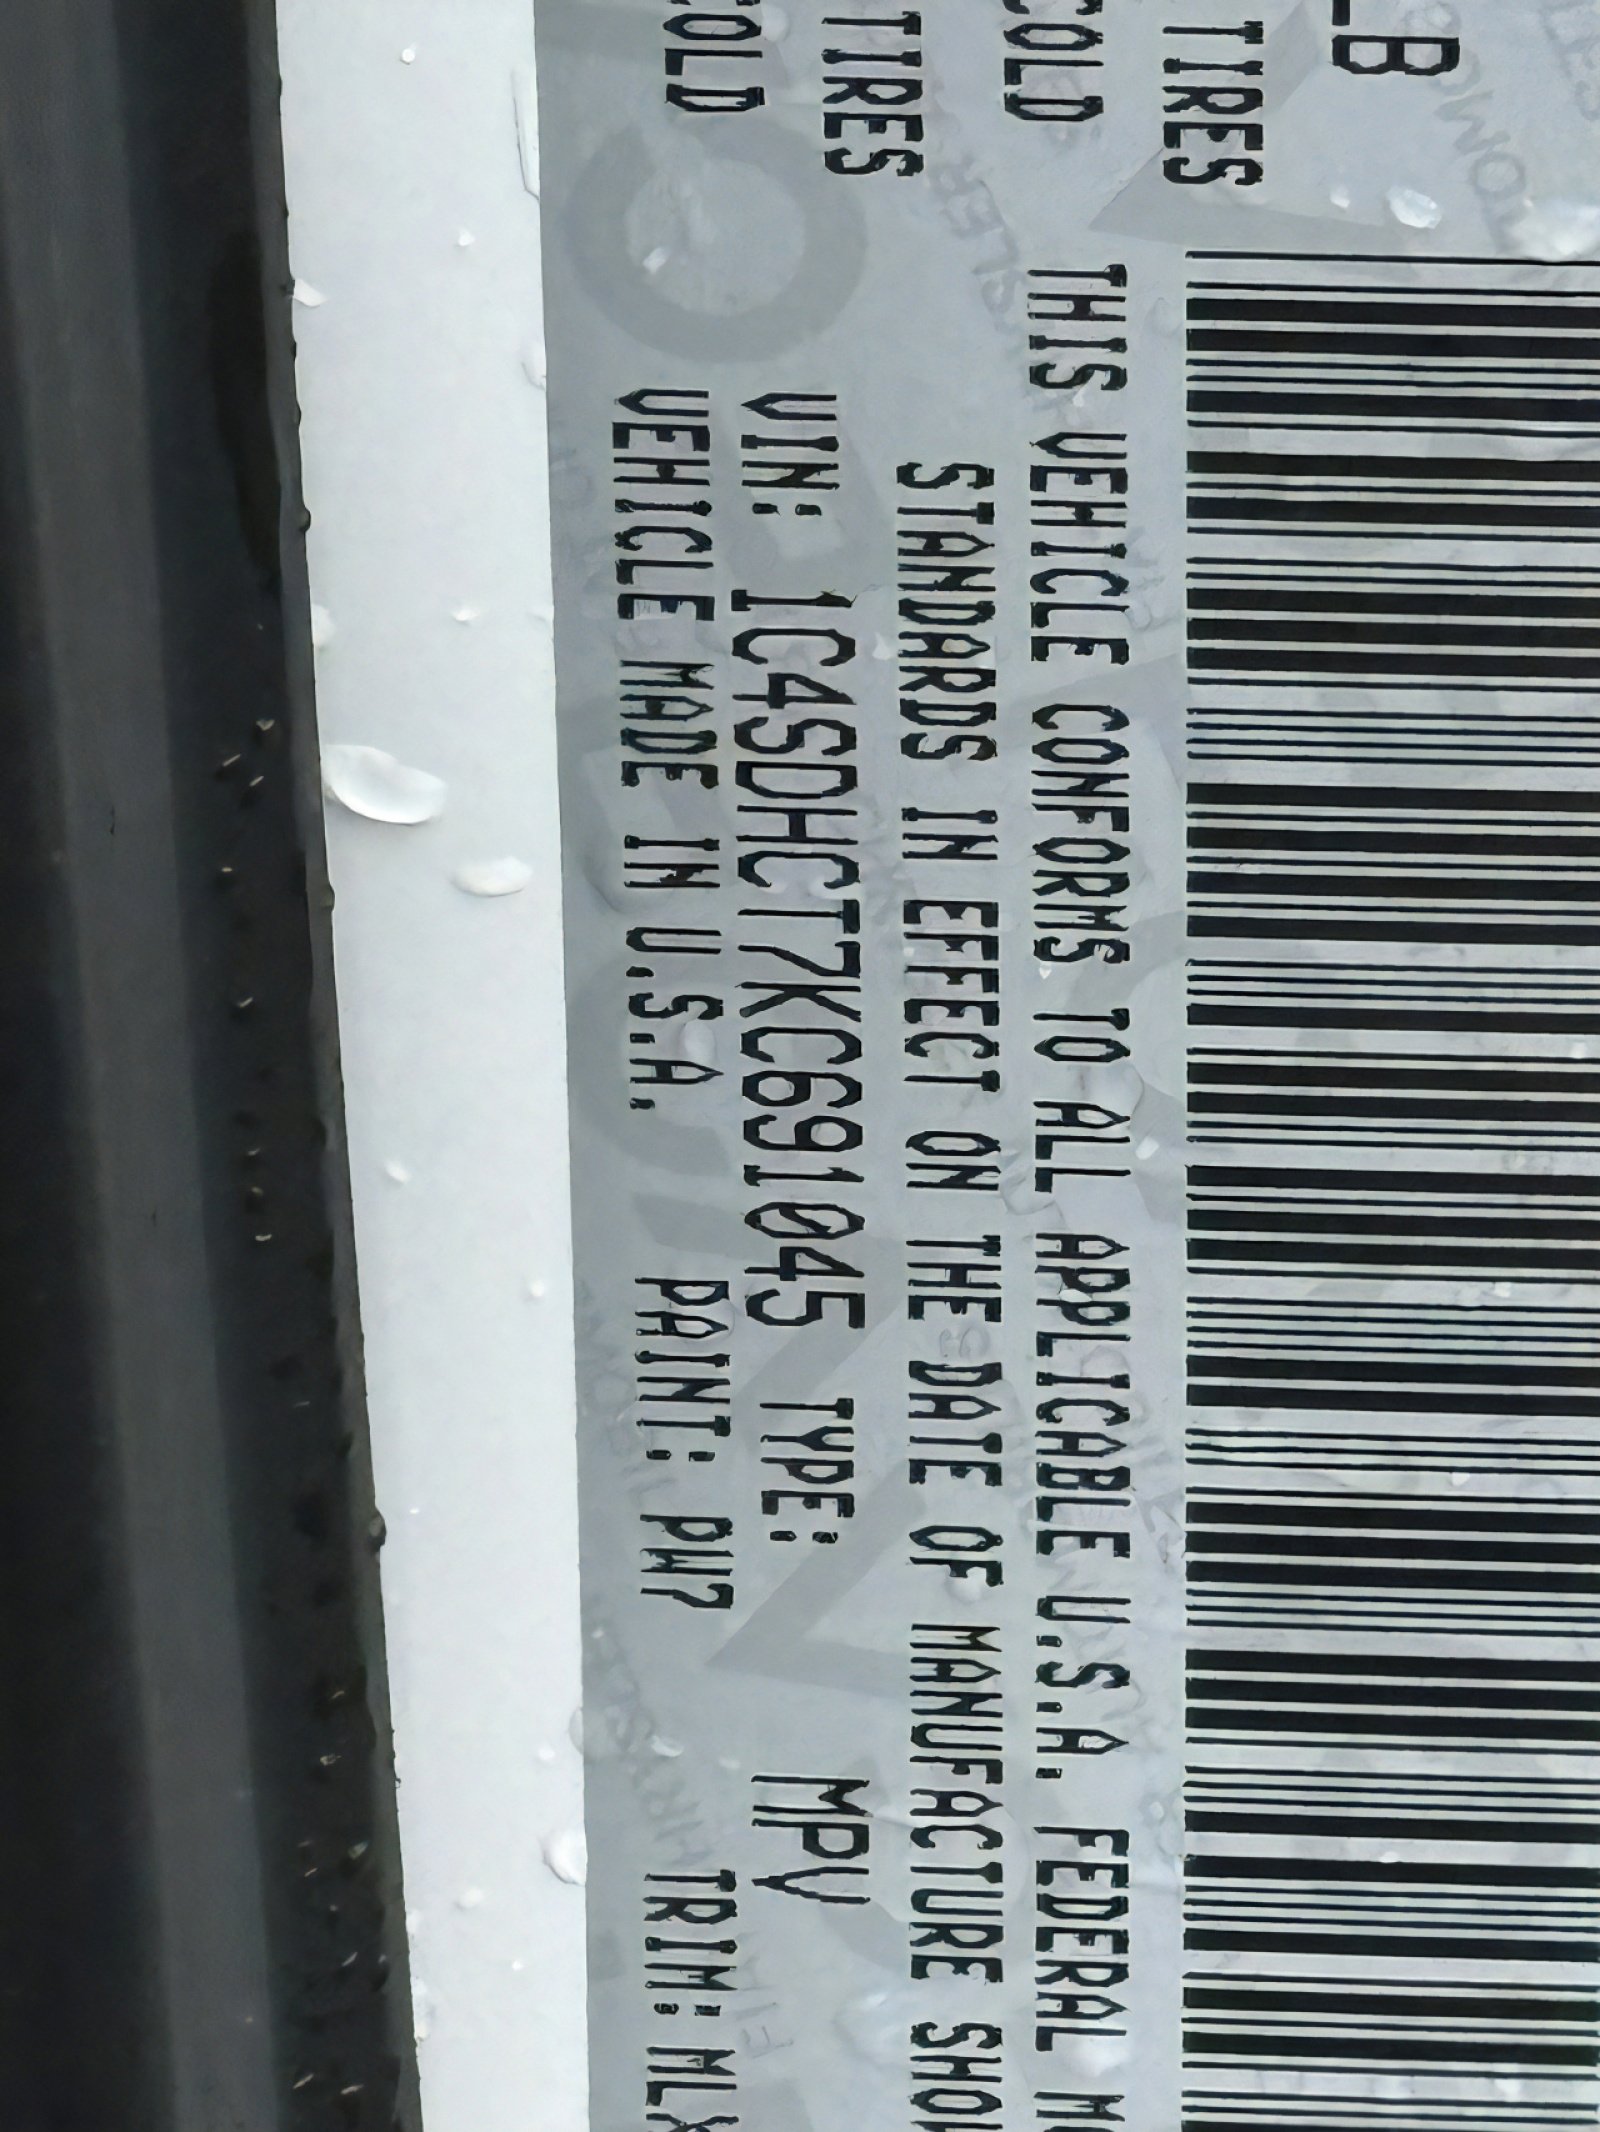 LB
TIRES
COLD
THIS VEHICLE CONFORMS TO ALL APPLICABLE U.S.A. FEDERAL
STANDARDS IN EFFECT ON THE DATE OF MANUFACTURE
TIRES
COLD
VIN: 1C4SDHCT7KC691045 TYPE: MPV
VEHICLE MADE IN U.S.A. PAINT: PW7 TRIM: MLX